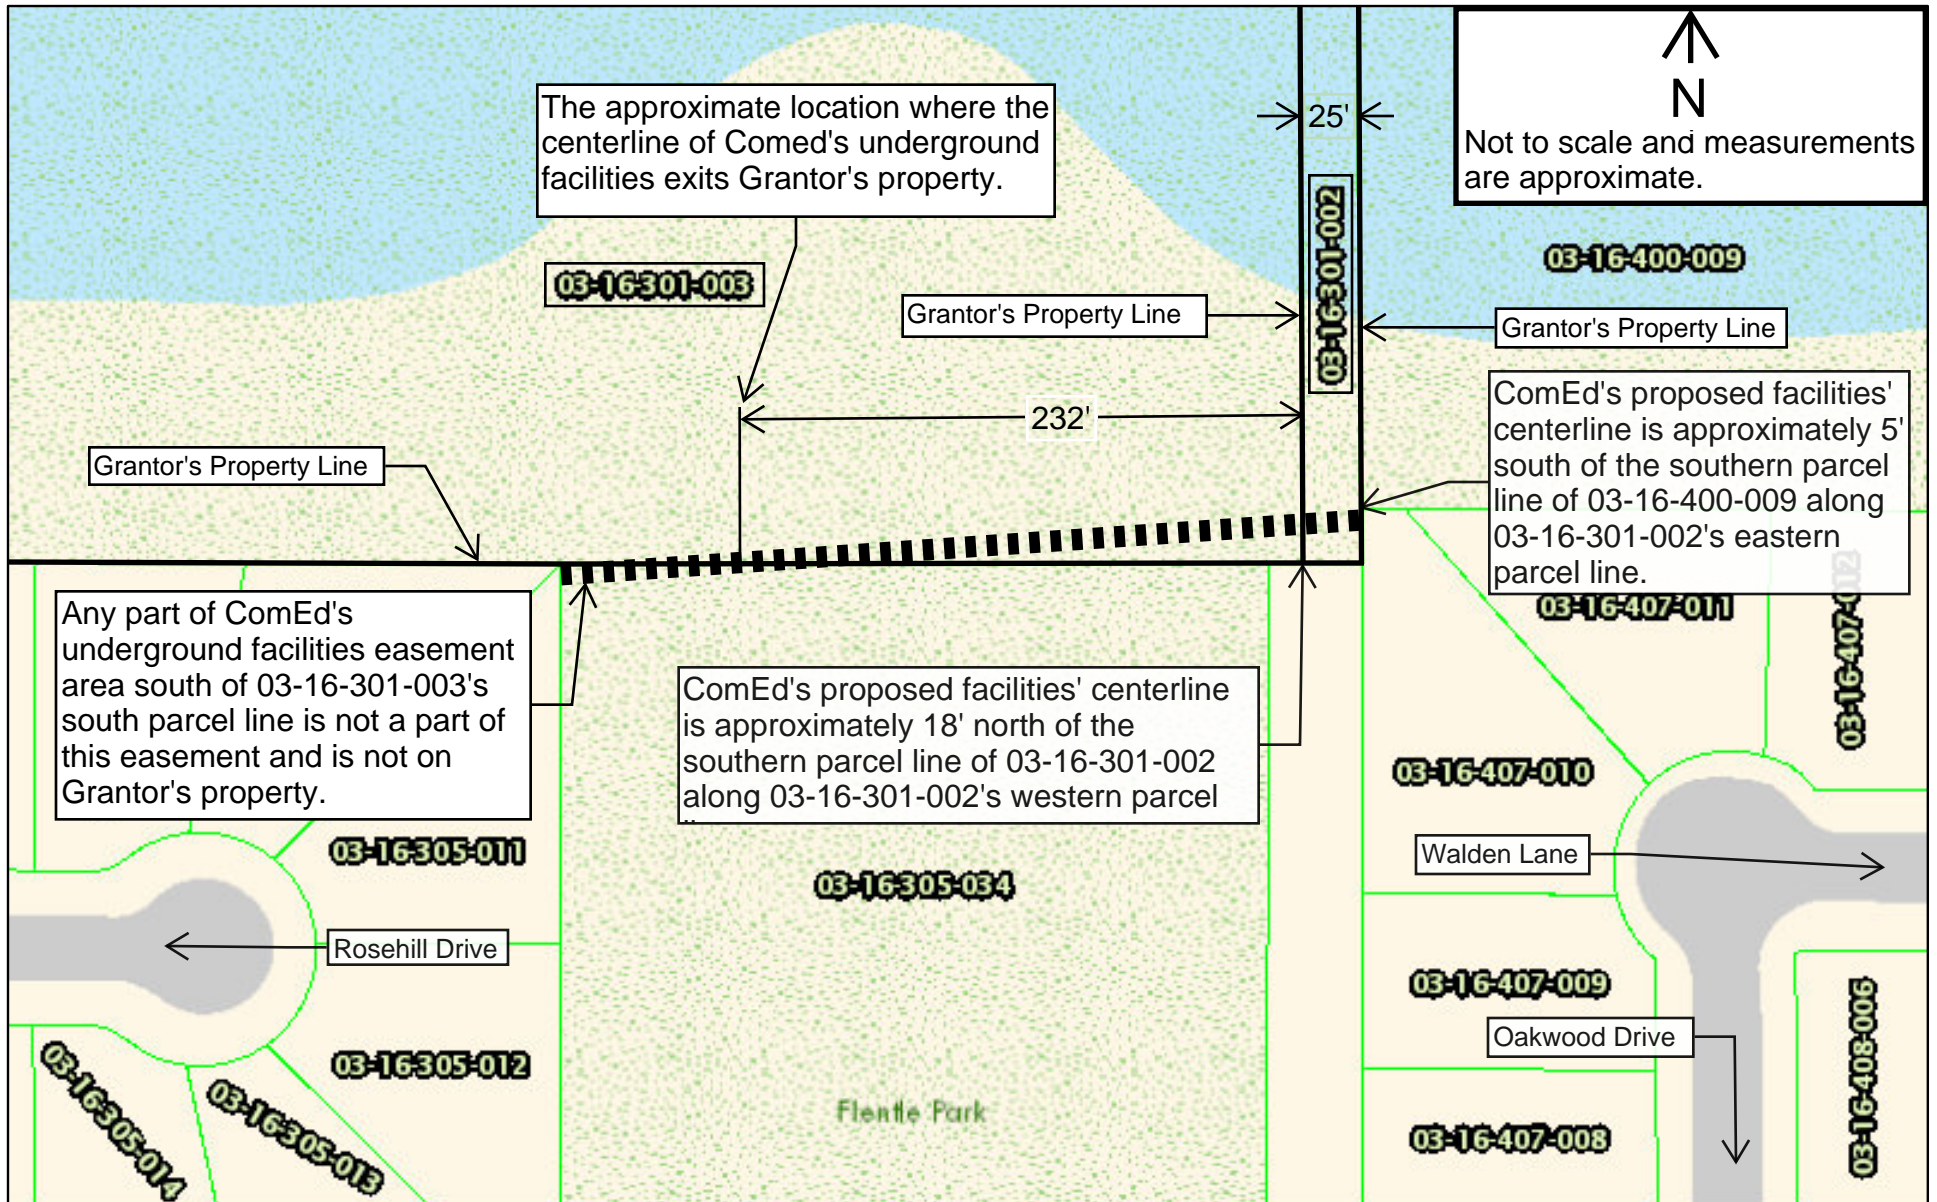 The approximate location where the
centerline of Comed's underground
facilities exits Grantor's property.
25'
N
Not to scale and measurements
are approximate.
03-16-301-003
03-16-301-002
03-16-400-009
Grantor's Property Line
Grantor's Property Line
232'
Grantor's Property Line
ComEd's proposed facilities'
centerline is approximately 5'
south of the southern parcel
line of 03-16-400-009 along
03-16-301-002's eastern
parcel line.
03-16-407-011
03-16-407-012
Any part of ComEd's
underground facilities easement
area south of 03-16-301-003's
south parcel line is not a part of
this easement and is not on
Grantor's property.
ComEd's proposed facilities' centerline
is approximately 18' north of the
southern parcel line of 03-16-301-002
along 03-16-301-002's western parcel
03-16-407-010
03-16-305-011
Walden Lane
03-16-305-034
Rosehill Drive
03-16-407-009
Oakwood Drive
03-16-408-006
03-16-305-012
03-16-305-014
03-16-305-013
Flentie Park
03-16-407-008